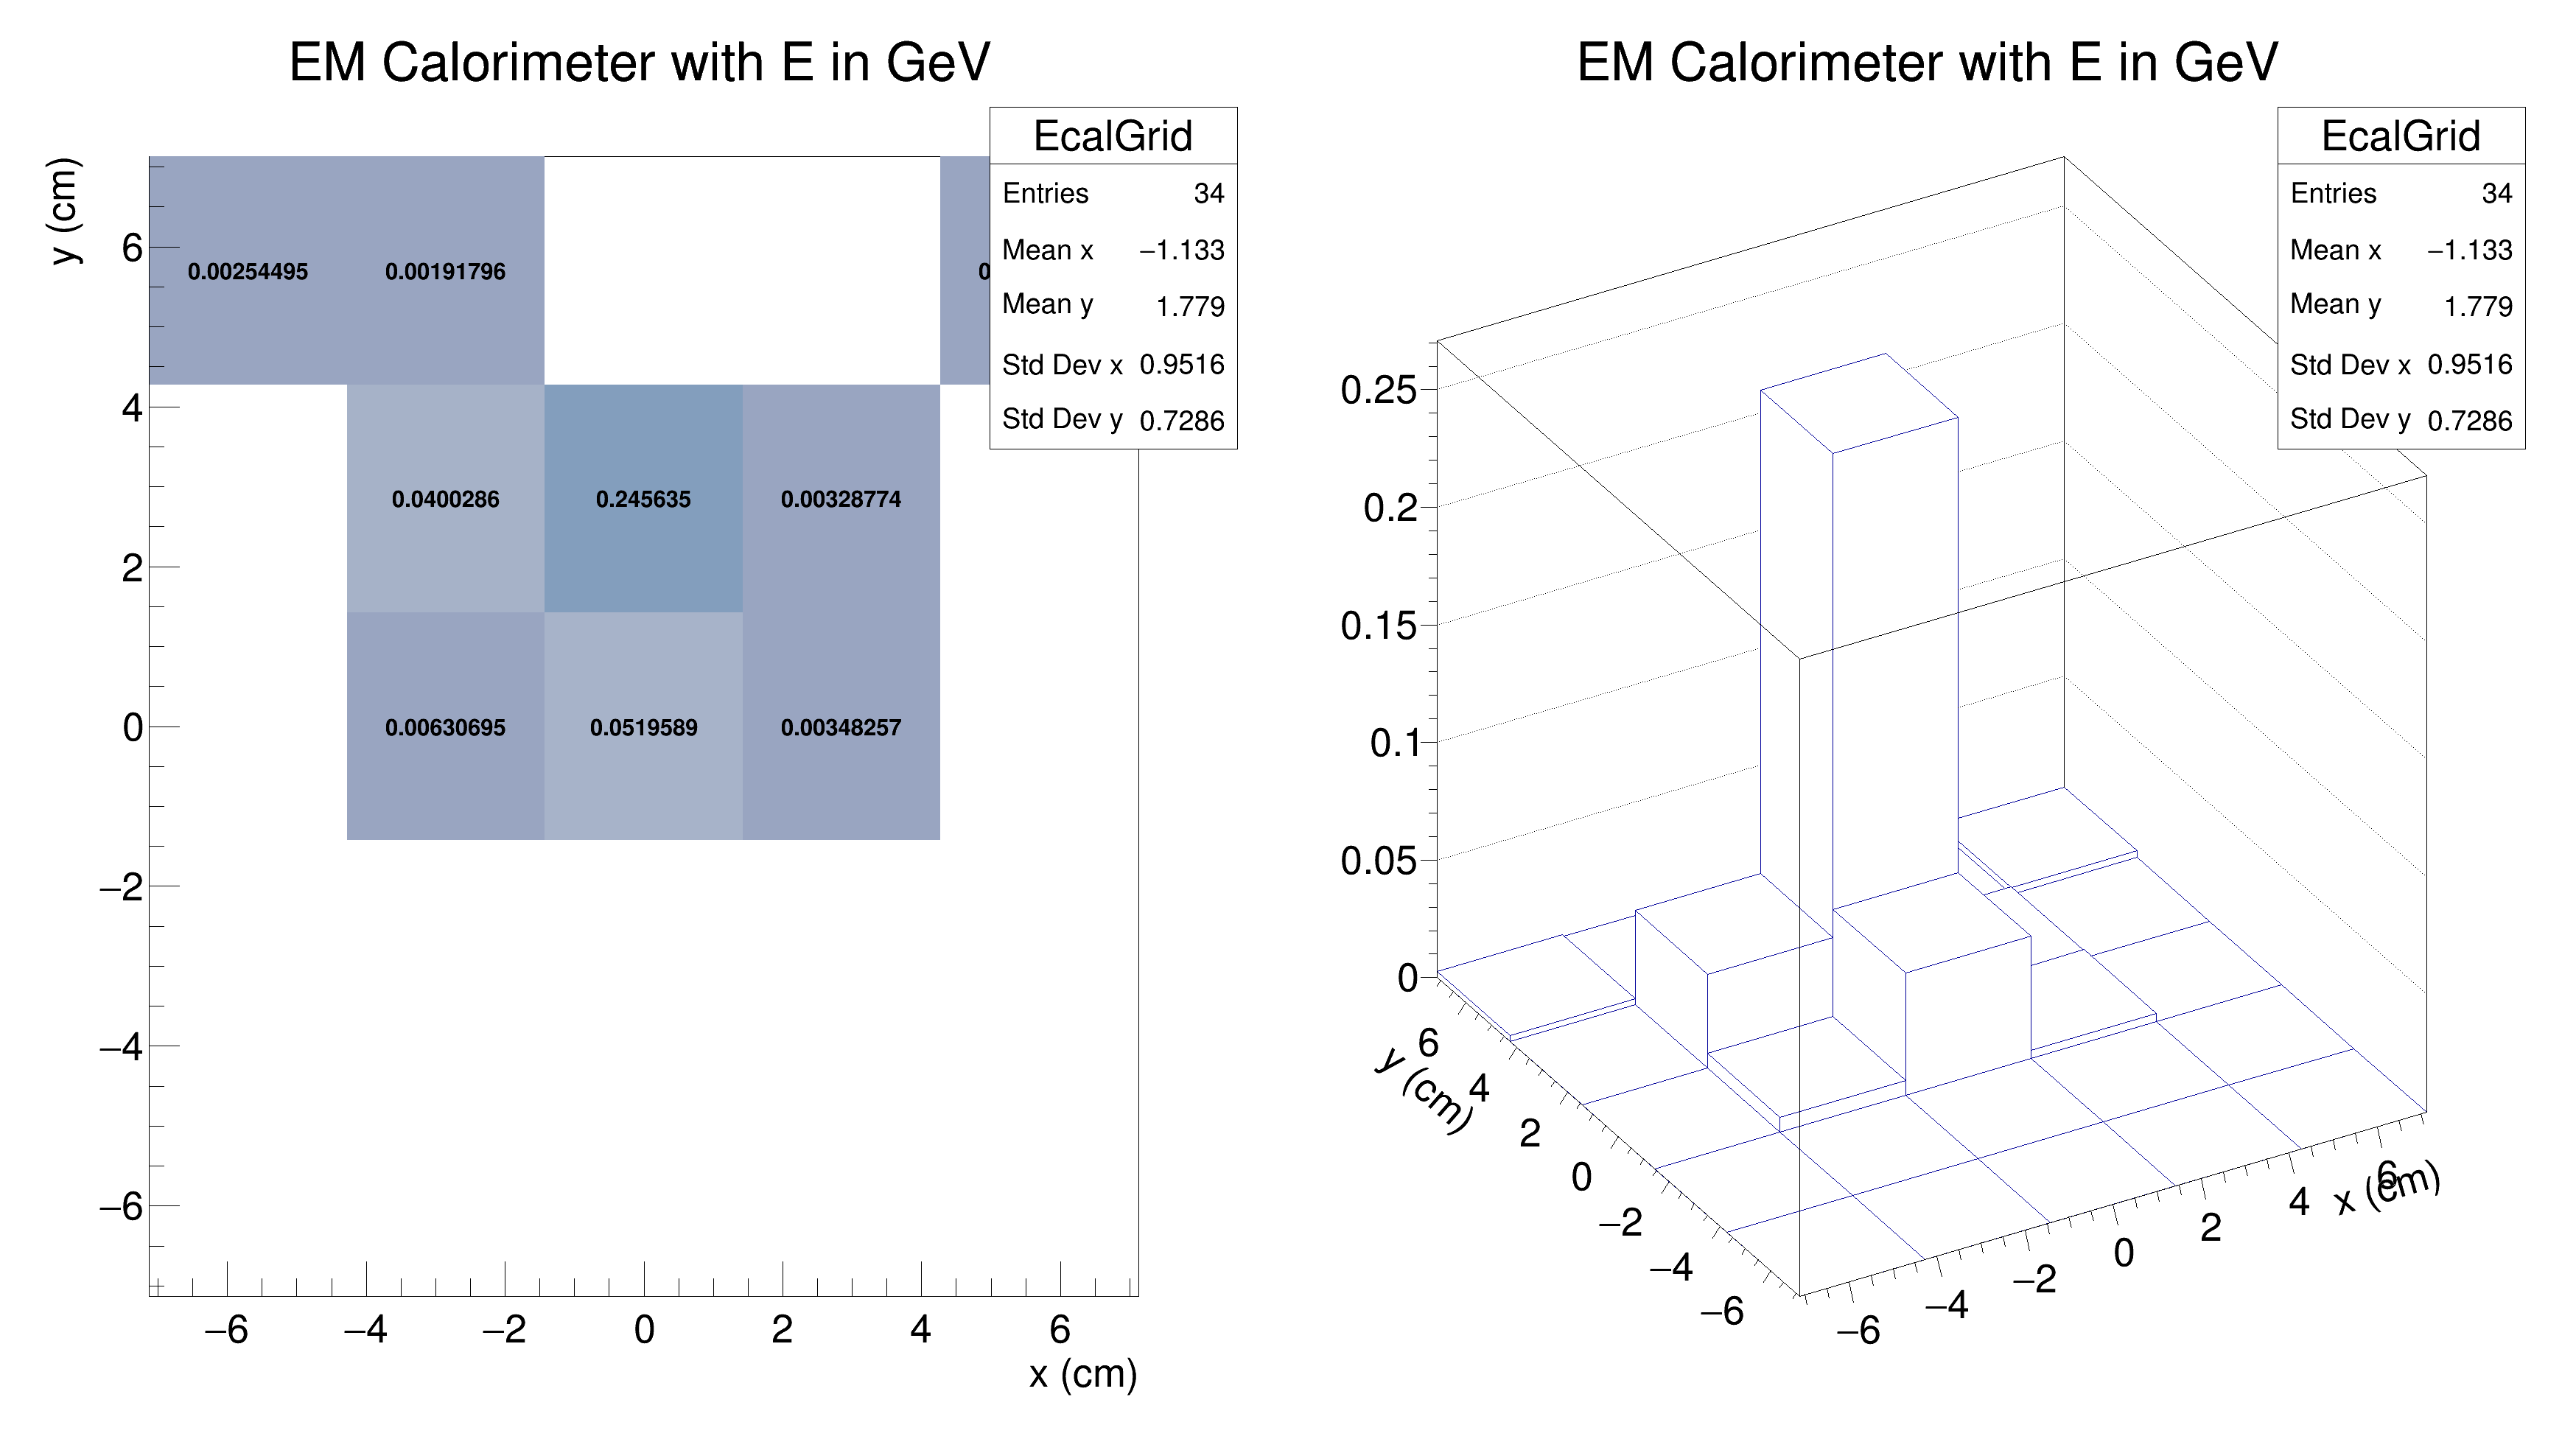 EM Calorimeter with E in GeV
EcalGrid
Entries 34
Mean x −1.133
Mean y 1.779
Std Dev x 0.9516
Std Dev y 0.7286
y (cm)
6
4
2
0
−2
−4
−6
0.00254495 0.00191796
0.0400286 0.245635 0.00328774
0.00630695 0.0519589 0.00348257
−6 −4 −2 0 2 4 6
x (cm)
EM Calorimeter with E in GeV
EcalGrid
Entries 34
Mean x −1.133
Mean y 1.779
Std Dev x 0.9516
Std Dev y 0.7286
0.25
0.2
0.15
0.1
0.05
0
y (cm)
6
4
2
0
−2
−4
−6
−6 −4 −2 0 2 4 6
x (cm)